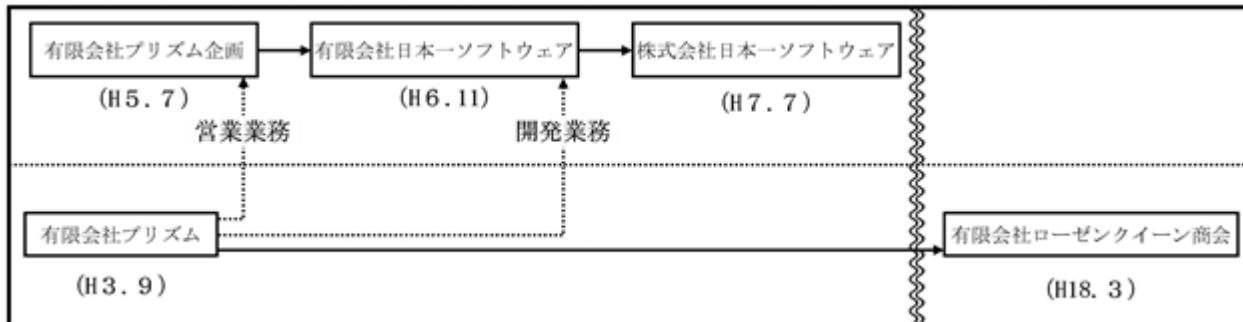 有限会社プリズム企画
有限会社日本一ソフトウェア
株式会社日本一ソフトウェア
(H5.7)
(H6.11)
(H7.7)
営業業務
開発業務
有限会社プリズム
有限会社ローゼンクイーン商会
(H3.9)
(H18.3)